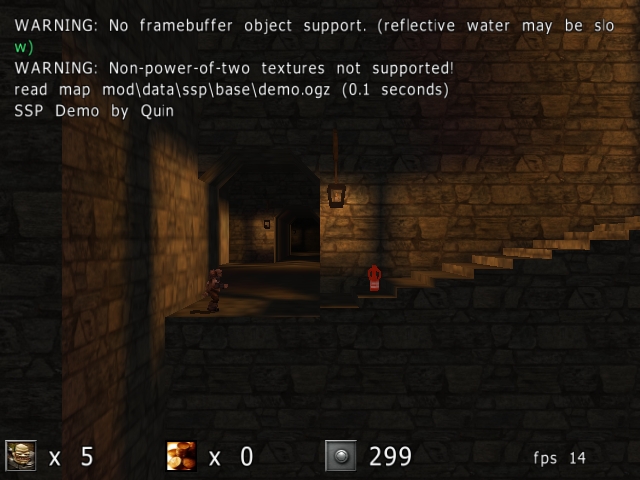 WARNING: No framebuffer object support. (reflective water may be slo
w)
WARNING: Non-power-of-two textures not supported!
read map mod\data\ssp\base\demo.ogz (0.1 seconds)
SSP Demo by Quin
x 5 x 0 299 fps 14